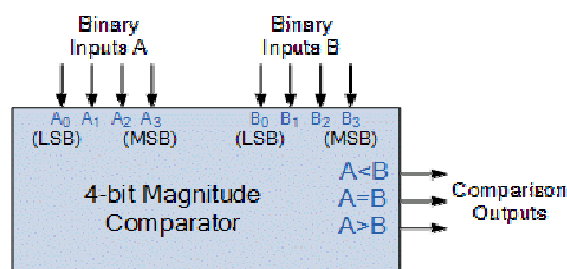 Binary Inputs A
Binary Inputs B
A0 A1 A2 A3
(LSB) (MSB)
B0 B1 B2 B3
(LSB) (MSB)
4-bit Magnitude
Comparator
A<B
A=B
A>B
Comparison
Outputs